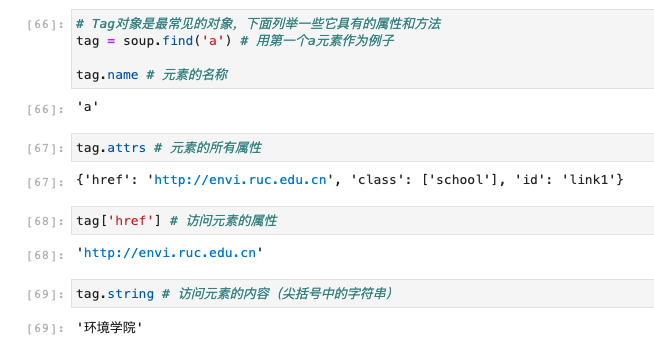 [66]: # Tag对象是最常见的对象，下面列举一些它具有的属性和方法
tag = soup.find('a') # 用第一个a元素作为例子
tag.name # 元素的名称
[66]: 'a'
[67]: tag.attrs # 元素的所有属性
[67]: {'href': 'http://envi.ruc.edu.cn', 'class': ['school'], 'id': 'link1'}
[68]: tag['href'] # 访问元素的属性
[68]: 'http://envi.ruc.edu.cn'
[69]: tag.string # 访问元素的内容（尖括号中的字符串）
[69]: '环境学院'